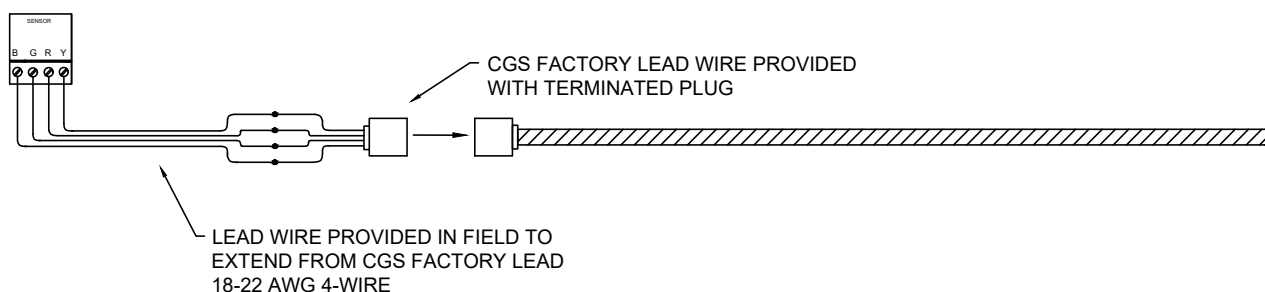 SENSOR
B G R Y
CGS FACTORY LEAD WIRE PROVIDED
WITH TERMINATED PLUG
LEAD WIRE PROVIDED IN FIELD TO
EXTEND FROM CGS FACTORY LEAD
18-22 AWG 4-WIRE